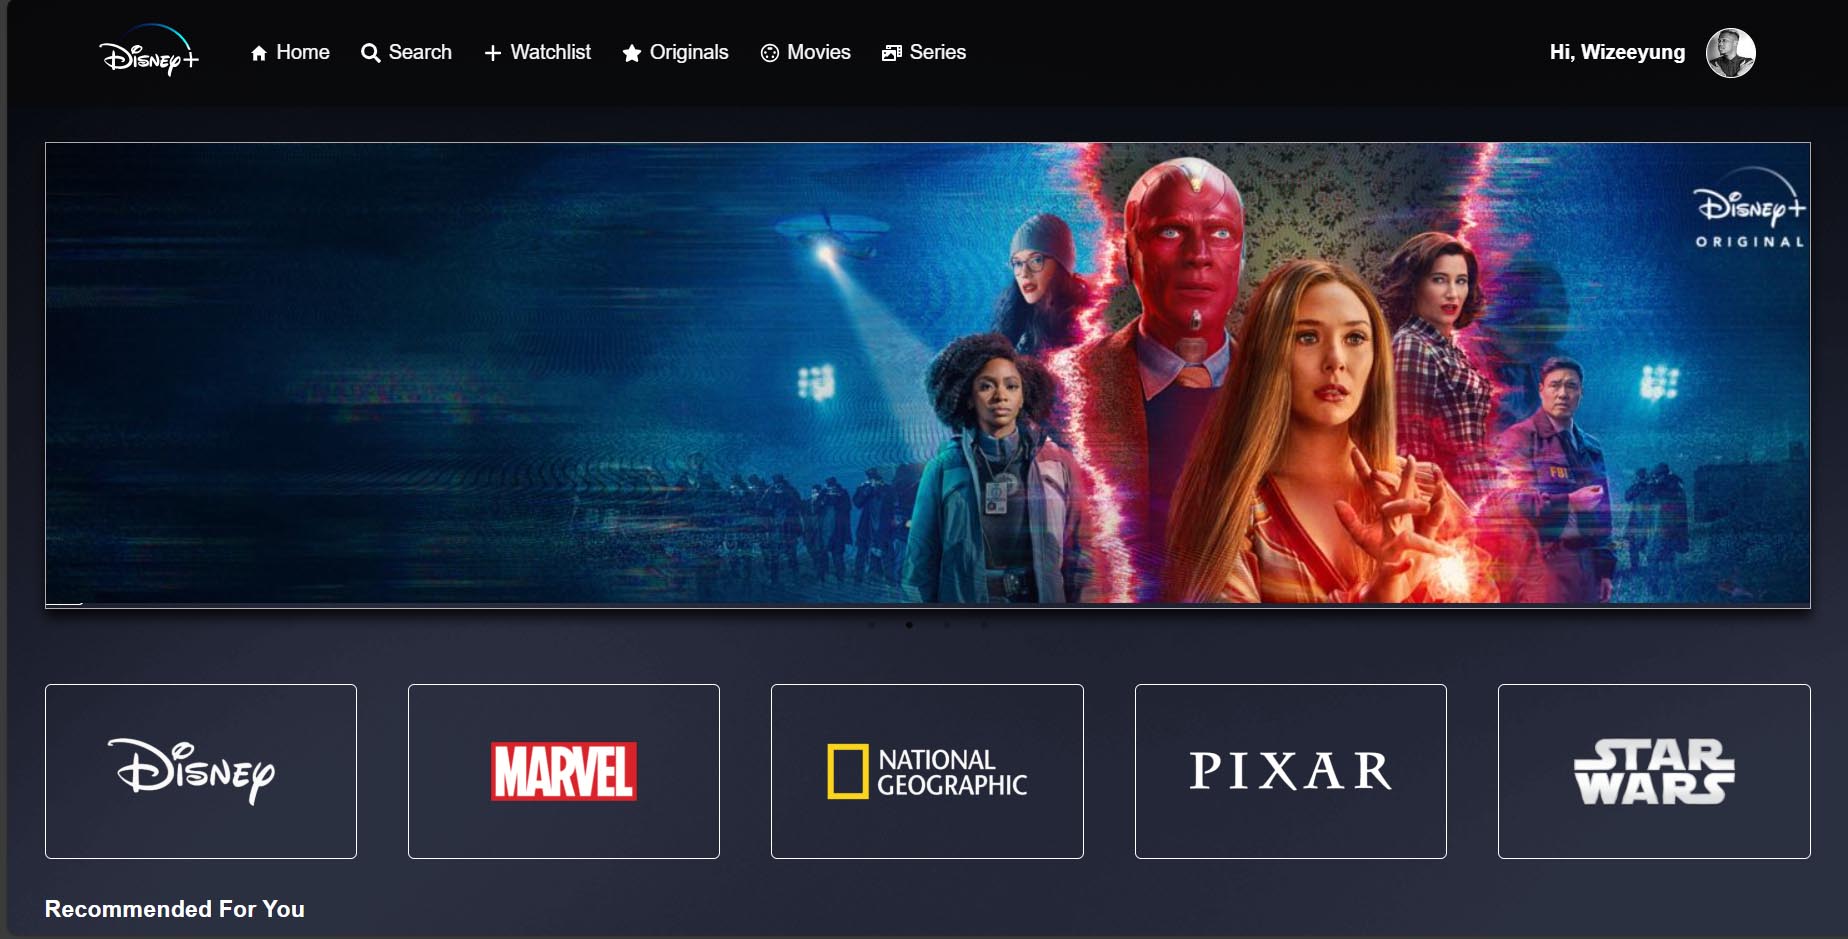 Disney+
Home
Search
Watchlist
Originals
Movies
Series
Hi, Wizeeyung
Disney+
ORIGINAL
FBI
Disney
MARVEL
NATIONAL
GEOGRAPHIC
PIXAR
STAR
WARS
Recommended For You